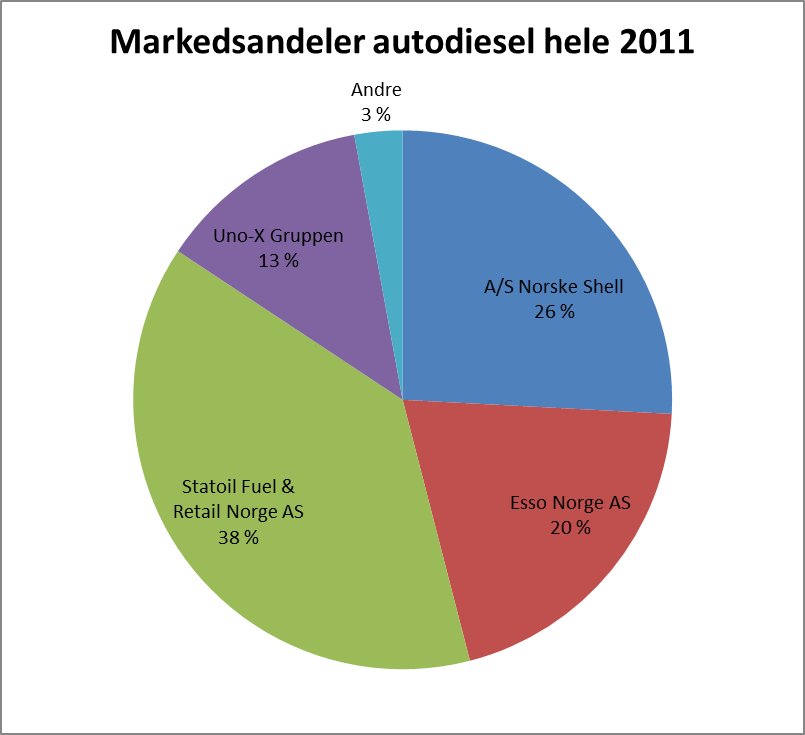 Markedsandeler autodiesel hele 2011
Andre
3 %
Uno-X Gruppen
13 %
A/S Norske Shell
26 %
Statoil Fuel &
Retail Norge AS
38 %
Esso Norge AS
20 %